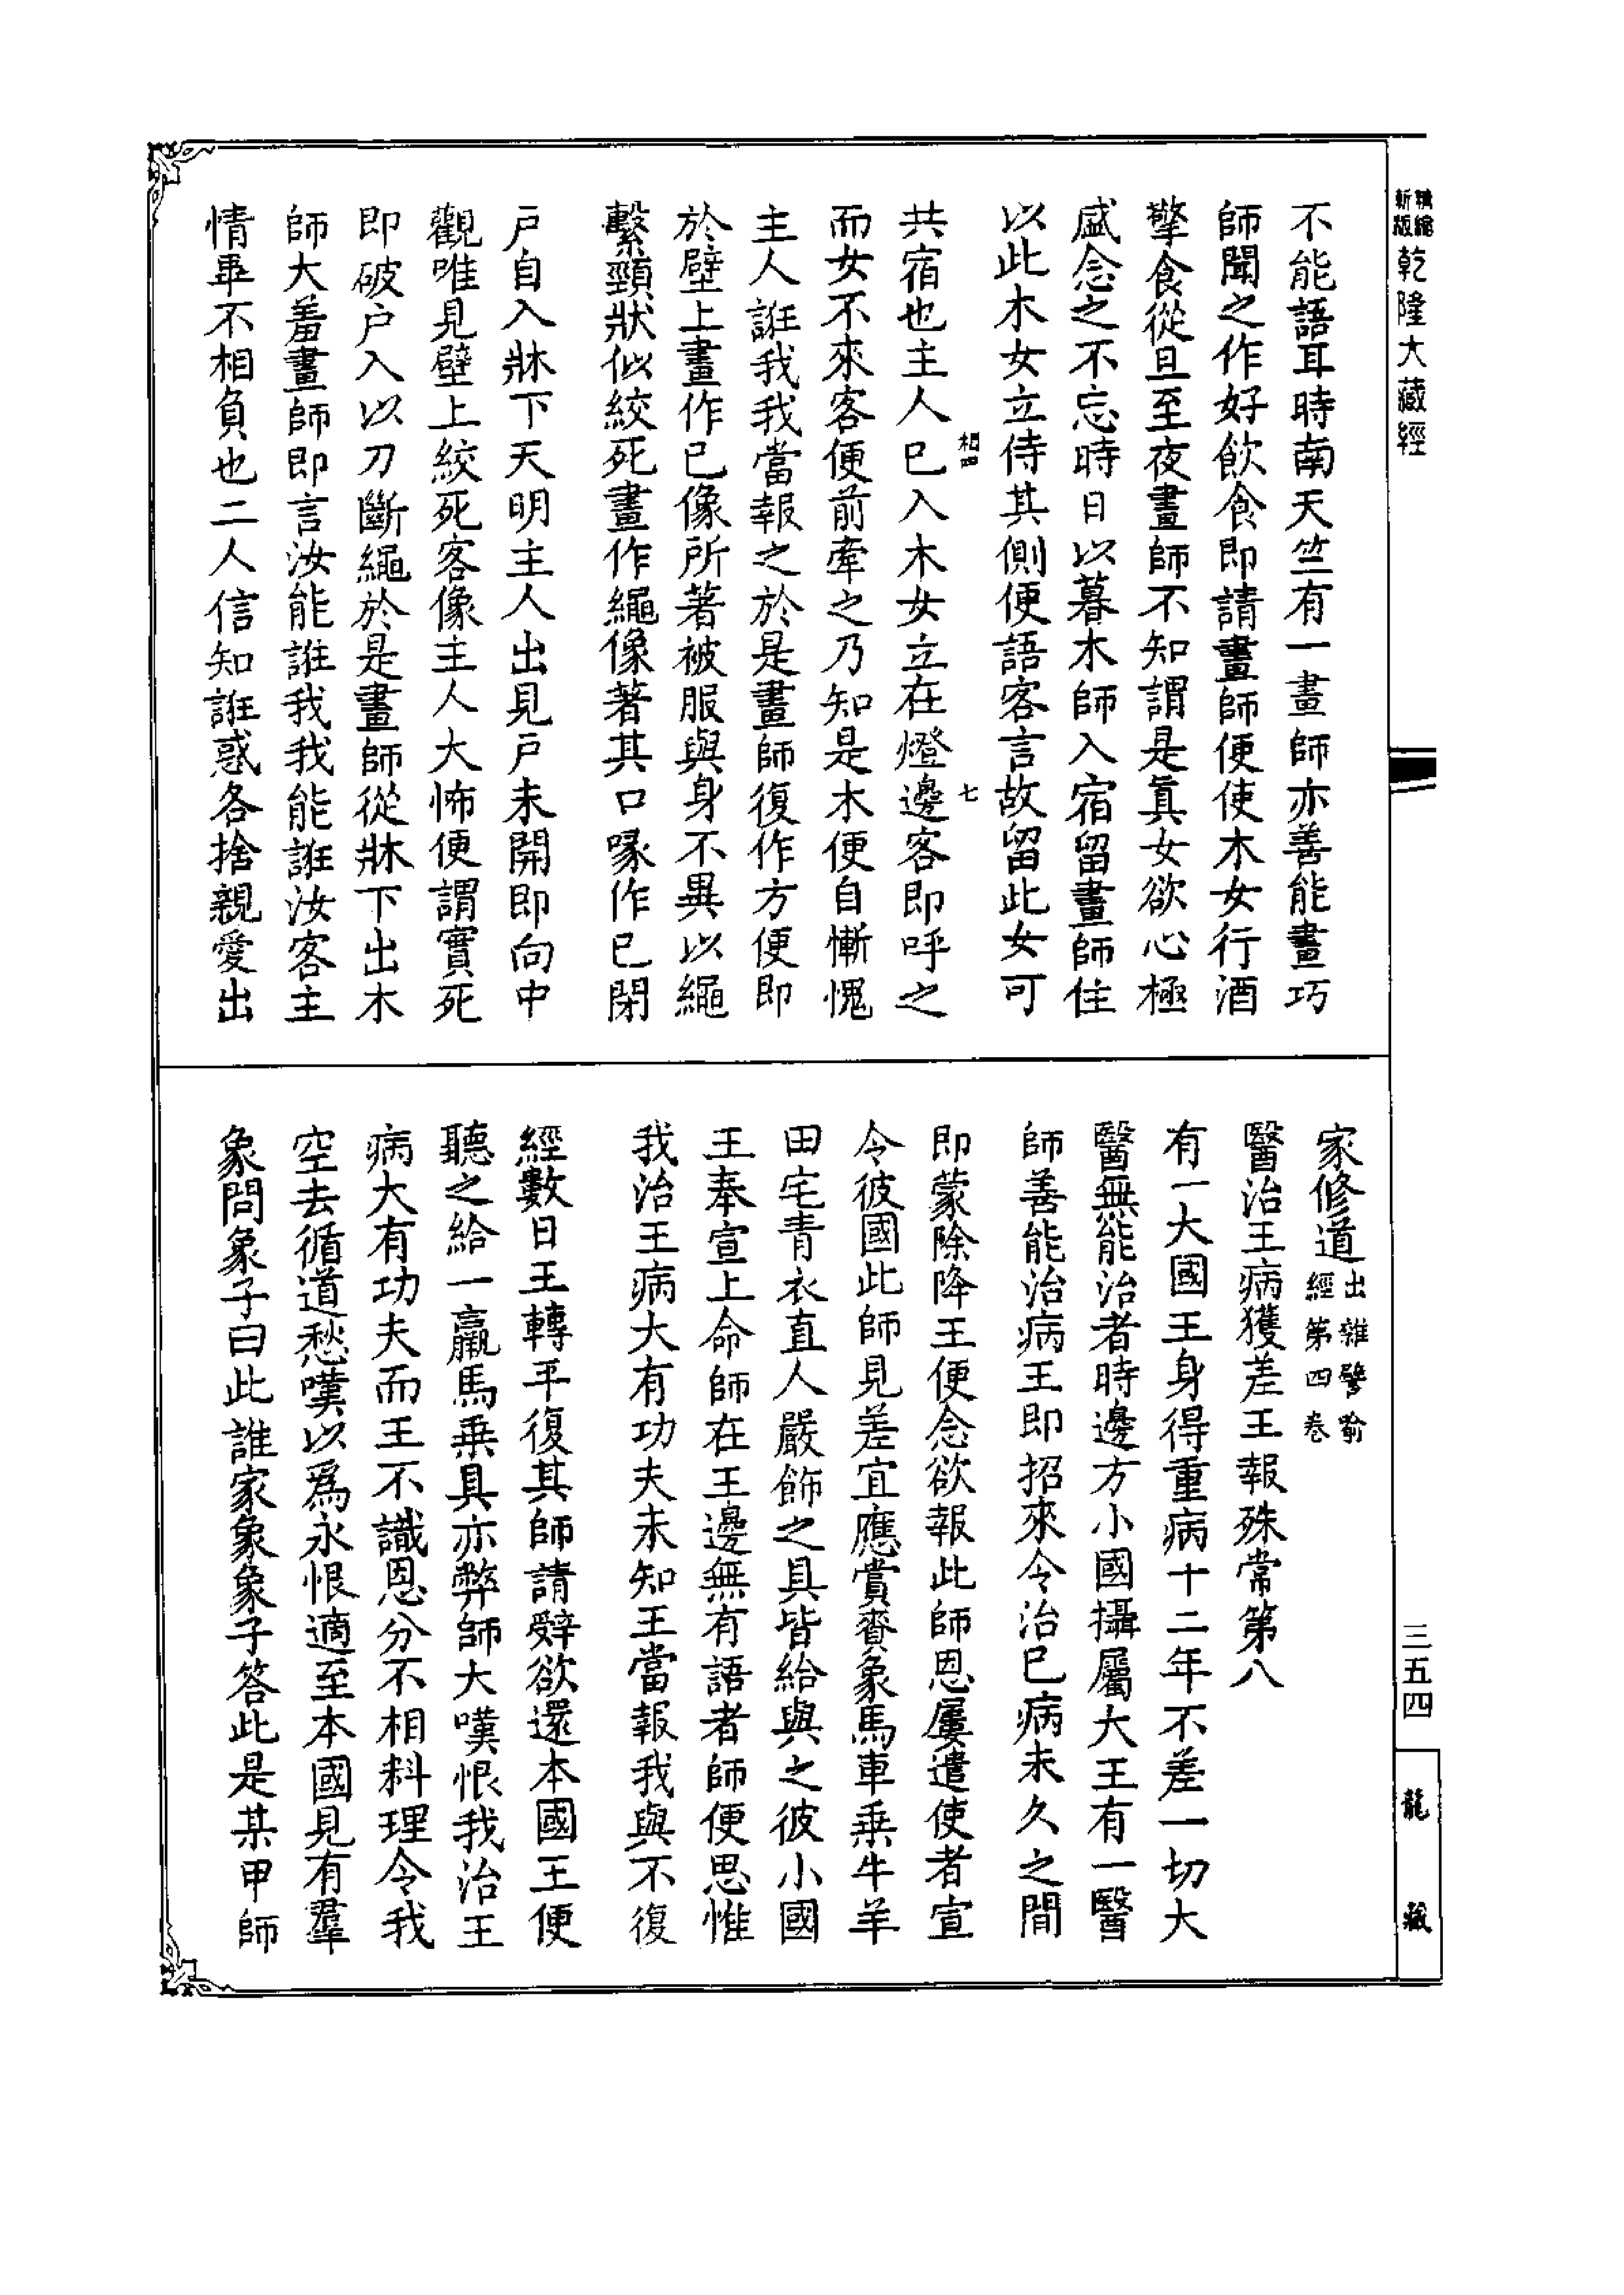 不能語耳時南天竺有一畫師亦善能畫巧
師聞之作好飲食即請畫師便使木女行酒
擎食從旦至夜畫師不知謂是真女欲心極
盛念之不忘時日以暮木師入宿留畫師住
以此木女立侍其側便語客言故留此女可
相四
七
共宿也主人已入木女立在燈邊客即呼之
而女不來客便前牽之乃知是木便自慚愧
主人誑我我當報之於是畫師復作方便即
於壁上畫作已像所著被服與身不異以繩
繫頸狀似絞死畫作繩像著其口喙作已閉
戶自入牀下天明主人出見戶未開即向中
觀唯見壁上絞死客像主人大怖便謂實死
即破戶入以刀斷繩於是畫師從牀下出木
師大羞畫師即言汝能誑我我能誑汝客主
情畢不相負也二人信知誑惑各捨親愛出
家修道出雜譬喻
經第四卷
醫治王病獲差王報殊常第八
有一大國王身得重病十二年不差一切大
醫無能治者時邊方小國攝屬大王有一醫
師善能治病王即招來令治已病未久之間
即蒙除降王便念欲報此師恩屢遣使者宣
令彼國此師見差宜應賞賚象馬車乘牛羊
田宅青衣直人嚴飾之具皆給與之彼小國
王奉宣上命師在王邊無有語者師便思惟
我治王病大有功夫未知王當報我與不復
經數日王轉平復其師請辭欲還本國王便
聽之給一羸馬乘具亦弊師大嘆恨我治王
病大有功夫而王不識恩分不相料理令我
空去循道愁嘆以為永恨適至本國見有羣
象問象子曰此誰家象象子答此是某甲師
新版
輯縮
乾隆大藏經
三五四
龍藏